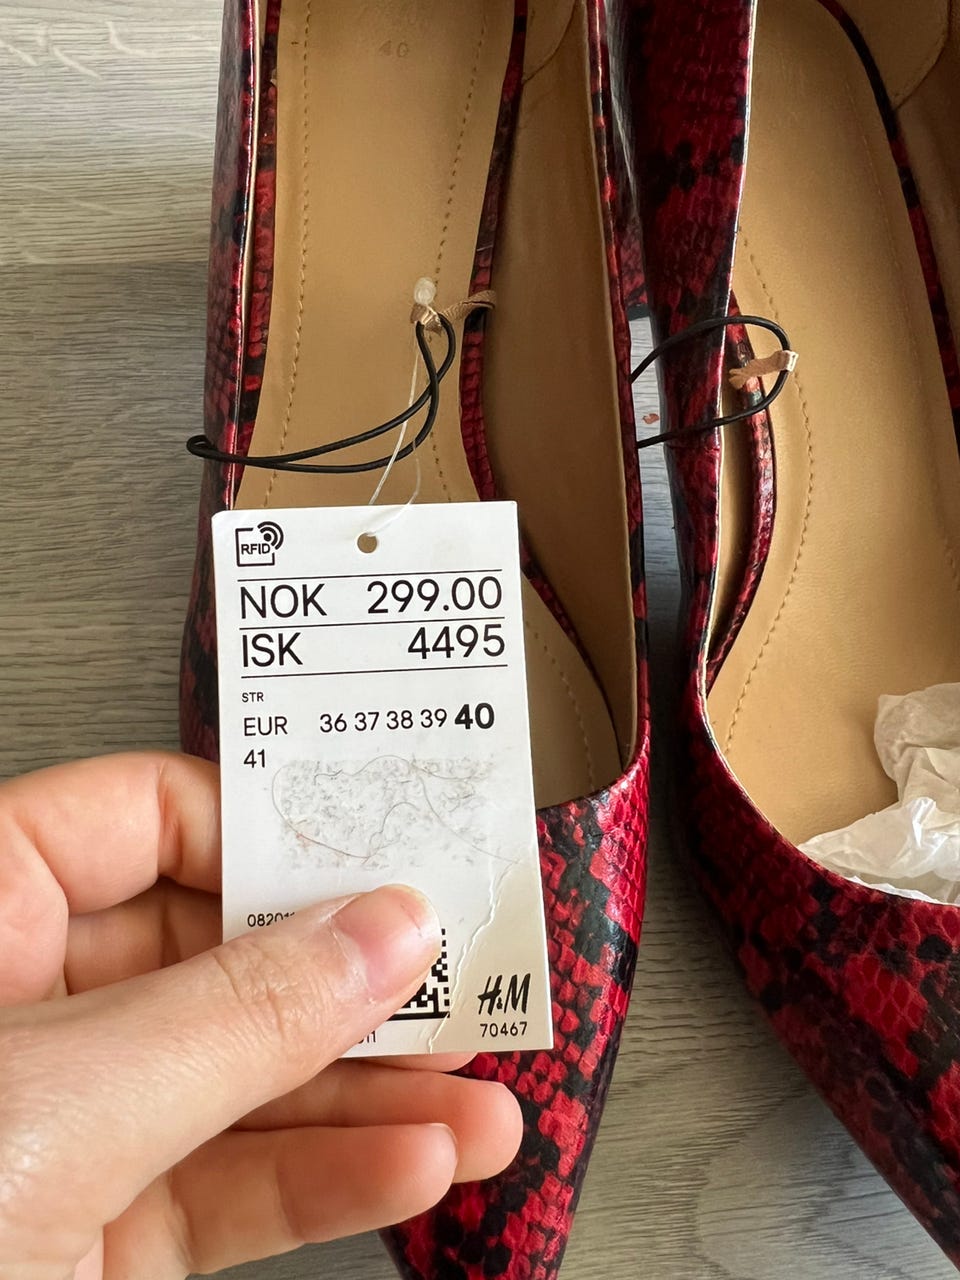 40
RFID
NOK 299.00
ISK 4495
STR
EUR 36 37 38 39 40
41
H&M
70467